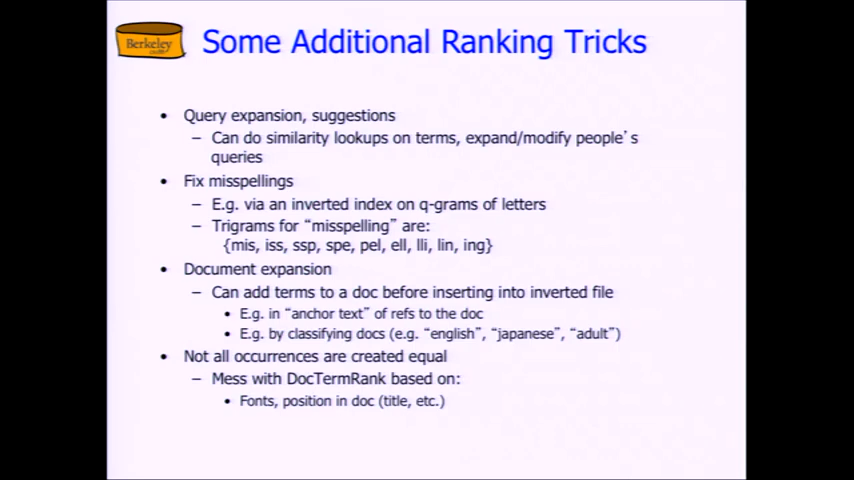 Berkeley
Some Additional Ranking Tricks
• Query expansion, suggestions
– Can do similarity lookups on terms, expand/modify people's
queries
• Fix misspellings
– E.g. via an inverted index on q-grams of letters
– Trigrams for “misspelling” are:
{mis, iss, ssp, spe, pel, ell, lli, lin, ing}
• Document expansion
– Can add terms to a doc before inserting into inverted file
• E.g. in “anchor text” of refs to the doc
• E.g. by classifying docs (e.g. “english”, “japanese”, “adult”)
• Not all occurrences are created equal
– Mess with DocTermRank based on:
• Fonts, position in doc (title, etc.)